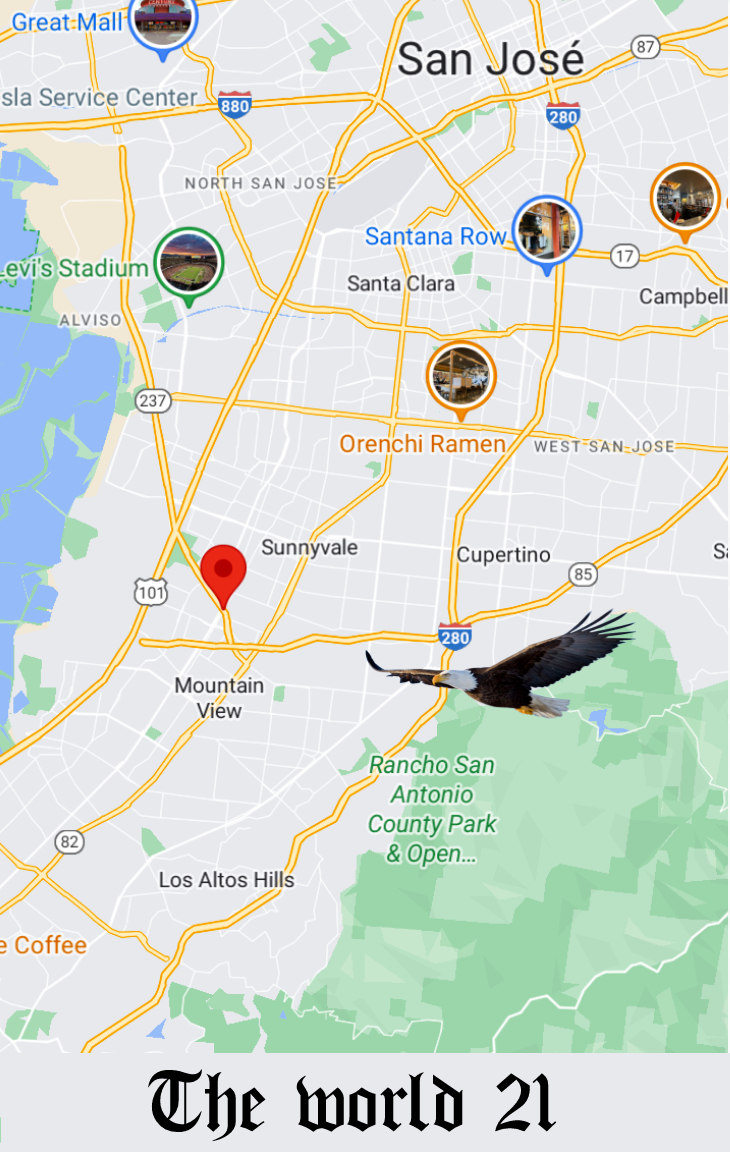 Great Mall
San José
87
sla Service Center
880
280
NORTH SAN JOSE
Santana Row
17
Levi's Stadium
Santa Clara
Campbell
ALVISO
237
Orenchi Ramen
WEST SAN JOSE
Sunnyvale
Cupertino
Sa
85
101
280
Mountain
View
Rancho San
Antonio
County Park
& Open...
82
Los Altos Hills
e Coffee
The world 21